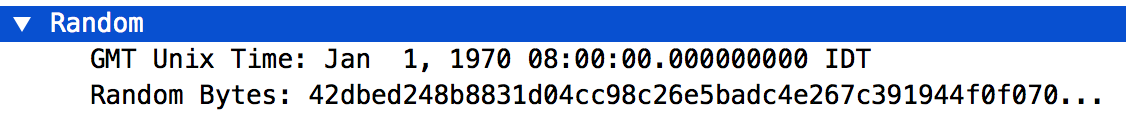 Random
GMT Unix Time: Jan  1, 1970 08:00:00.000000000 IDT
Random Bytes: 42dbed248b8831d04cc98c26e5badc4e267c391944f0f070...